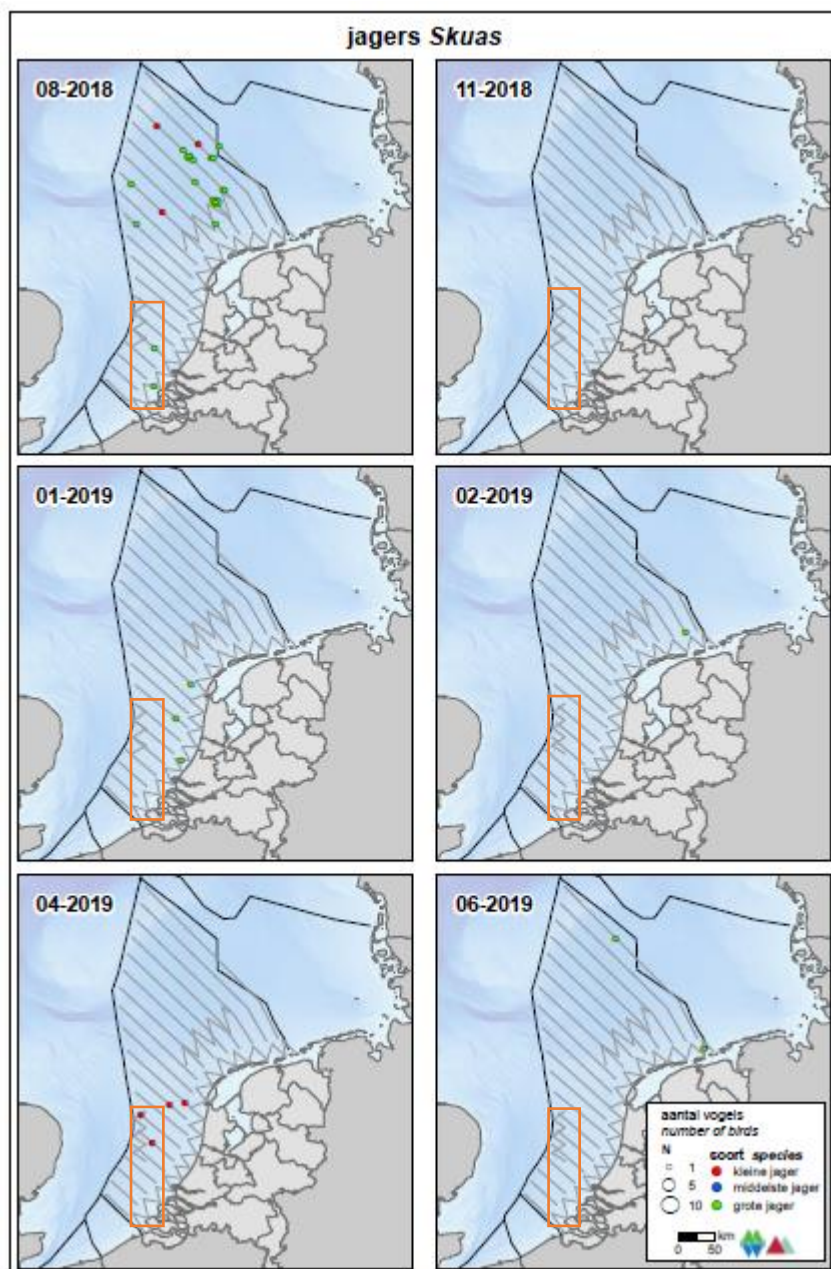 jagers Skuas
08-2018
11-2018
01-2019
02-2019
04-2019
06-2019
aantal vogels
number of birds
N
soort species
1
kleine jager
5
middelste jager
10
grote jager
km
0 50